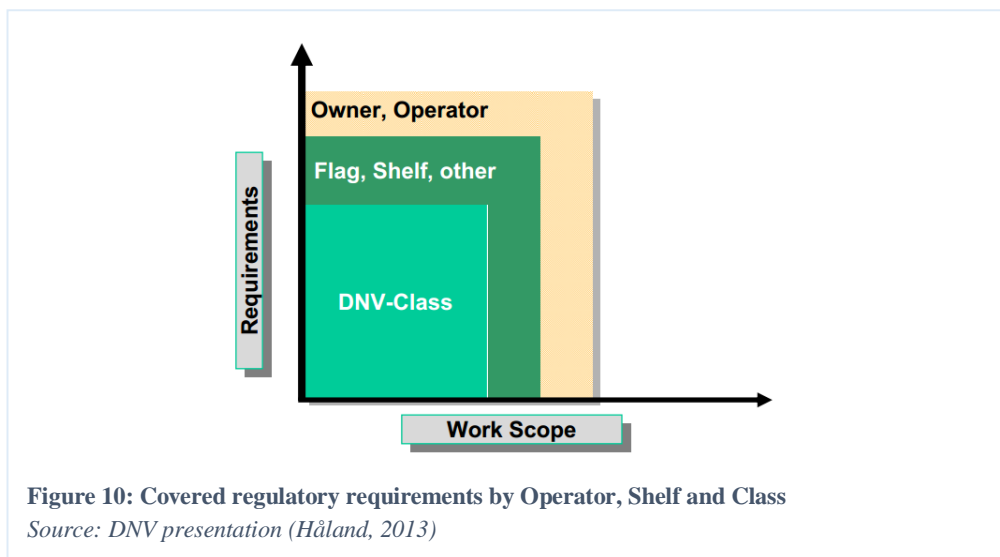 Owner, Operator
Flag, Shelf, other
DNV-Class
Requirements
Work Scope
Figure 10: Covered regulatory requirements by Operator, Shelf and Class
Source: DNV presentation (Håland, 2013)